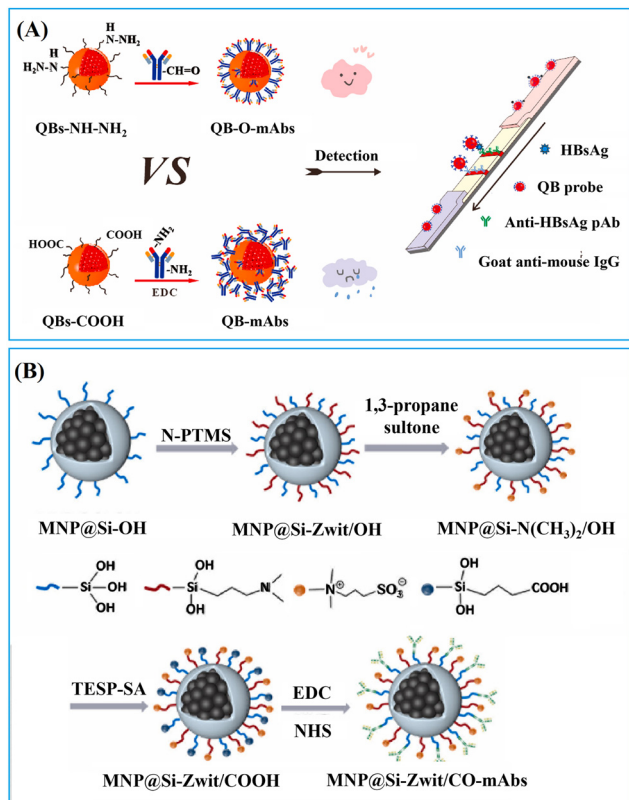 (A)
H
N-NH₂
H
H₂N-N
-CH=O
QBs-NH-NH₂
QB-O-mAbs
VS
Detection
HBsAg
QB probe
Anti-HBsAg pAb
Goat anti-mouse IgG
HOOC
COOH
-NH₂
-NH₂
EDC
QBs-COOH
QB-mAbs
(B)
N-PTMS
1,3-propane
sultone
MNP@Si-OH
MNP@Si-Zwit/OH
MNP@Si-N(CH₃)₂/OH
OH
Si
OH
OH
OH
Si
N
OH
N⊕
SO₃⊖
OH
Si
COOH
OH
TESP-SA
EDC
NHS
MNP@Si-Zwit/COOH
MNP@Si-Zwit/CO-mAbs